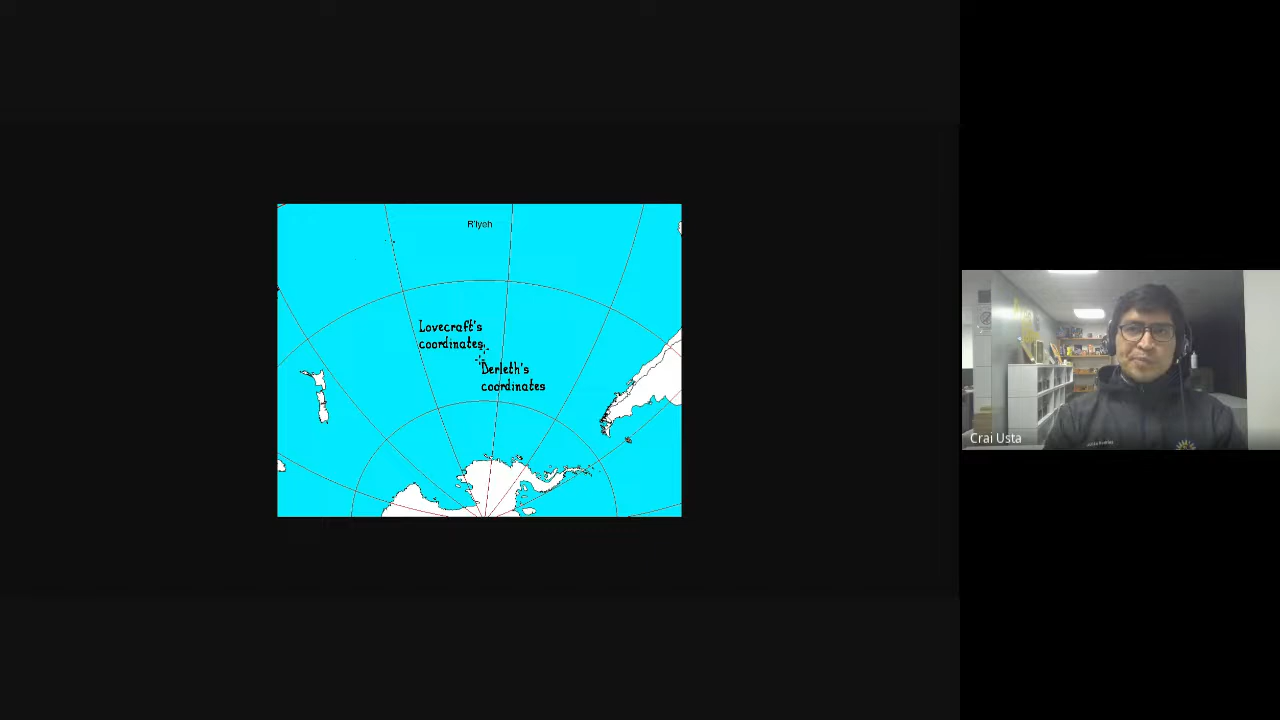 R'lyeh
Lovecraft's
coordinates
Derleth's
coordinates
Crai Usta